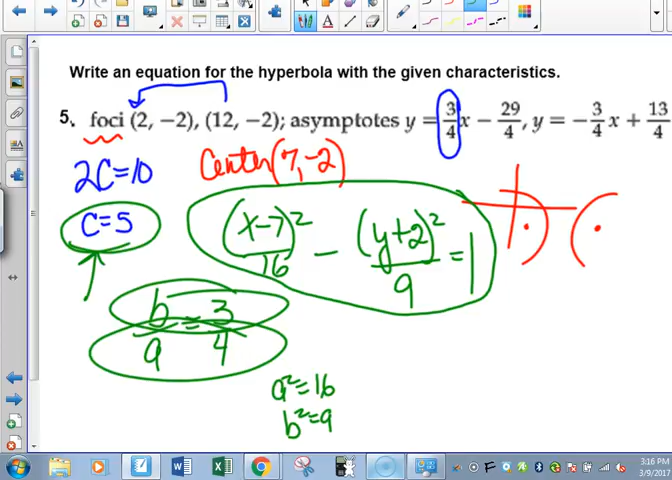 Write an equation for the hyperbola with the given characteristics.
5. foci (2, −2), (12, −2); asymptotes y = 3/4 x − 29/4, y = −3/4 x + 13/4
2C=10
Center (7, -2)
C=5
(x-7)²/16 - (y+2)²/9 = 1
b/a = 3/4
a²=16
b²=9
3:16 PM
3/9/2017